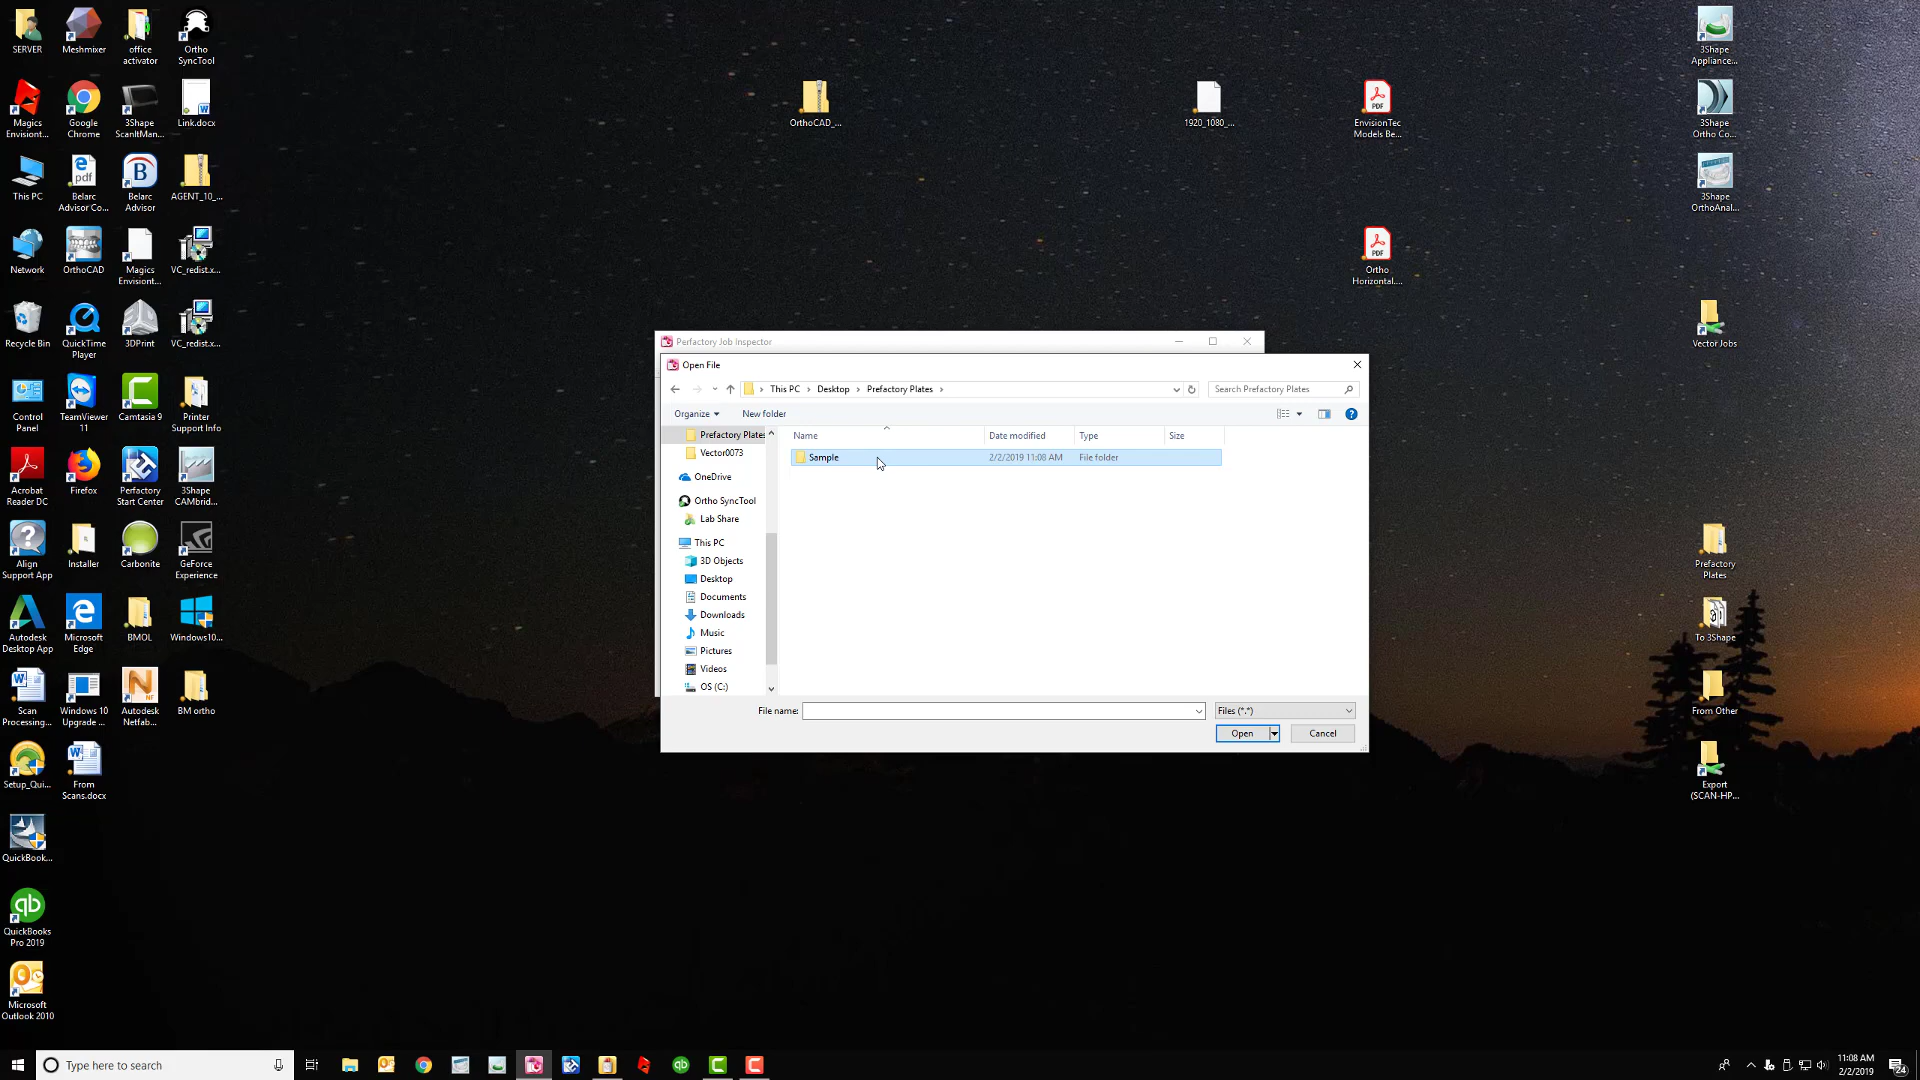 SERVER
Meshmixer
office
activator
Ortho
SyncTool
Magics
Envisiont...
Google
Chrome
3Shape
ScanItMan...
Link.docx
This PC
Belarc
Advisor Co...
Belarc
Advisor
AGENT_10_...
Network
OrthoCAD
Magics
Envisiont...
VC_redist.x...
Recycle Bin
QuickTime
Player
3DPrint
VC_redist.x...
Control
Panel
TeamViewer
11
Camtasia 9
Printer
Support Info
Acrobat
Reader DC
Firefox
Perfactory
Start Center
3Shape
CAMbrid...
Align
Support App
Installer
Carbonite
GeForce
Experience
Autodesk
Desktop App
Microsoft
Edge
BMOL
Windows10...
Scan
Processing...
Windows 10
Upgrade ...
Autodesk
Netfab...
BM ortho
Setup_Qui...
From
Scans.docx
QuickBook...
QuickBooks
Pro 2019
Microsoft
Outlook 2010
OrthoCAD_...
1920_1080_...
PDF
EnvisionTec
Models Be...
PDF
Ortho
Horizontal....
3Shape
Appliance...
3Shape
Ortho Co...
3Shape
OrthoAnal...
Vector Jobs
Prefactory
Plates
To 3Shape
From Other
Export
(SCAN-HP...
Perfactory Job Inspector
Open File
This PC > Desktop > Prefactory Plates >
Search Prefactory Plates
Organize
New folder
Prefactory Plates
Vector0073
OneDrive
Ortho SyncTool
Lab Share
This PC
3D Objects
Desktop
Documents
Downloads
Music
Pictures
Videos
OS (C:)
Name Date modified Type Size
Sample 2/2/2019 11:08 AM File folder
File name:
Files (*.*)
Open
Cancel
Type here to search
11:08 AM
2/2/2019
24